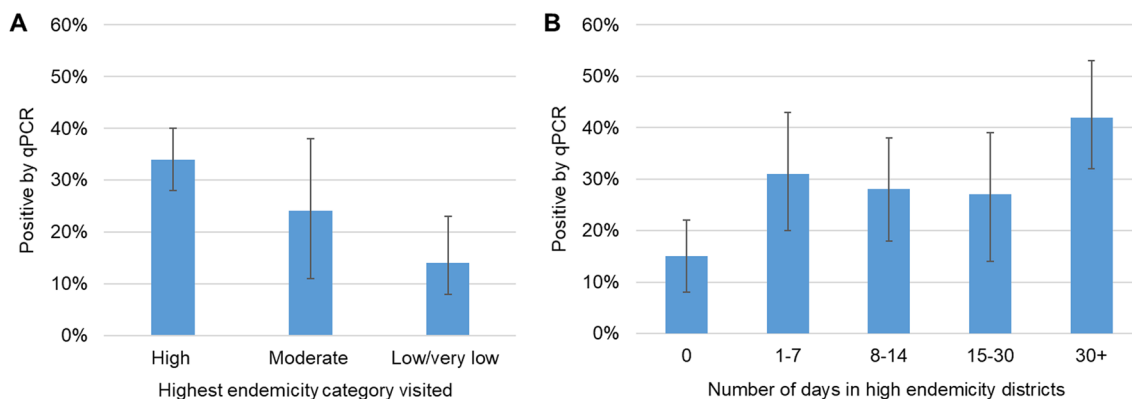 A
60%
50%
40%
30%
20%
10%
0%
Positive by qPCR
High Moderate Low/very low
Highest endemicity category visited
B
60%
50%
40%
30%
20%
10%
0%
Positive by qPCR
0 1-7 8-14 15-30 30+
Number of days in high endemicity districts